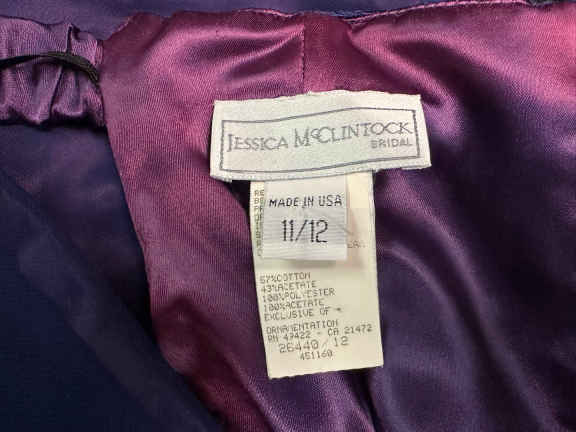 JESSICA McCLINTOCK
BRIDAL
MADE IN USA
11/12
57%COTTON
43%ACETATE
100%POLYESTER
100%ACETATE
EXCLUSIVE OF
ORNAMENTATION
RN 49422 - CA 21472
26440/12
451160